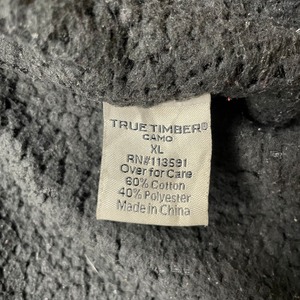 TRUE TIMBER®
CAMO
XL
RN#113591
Over for Care
60% Cotton
40% Polyester
Made in China